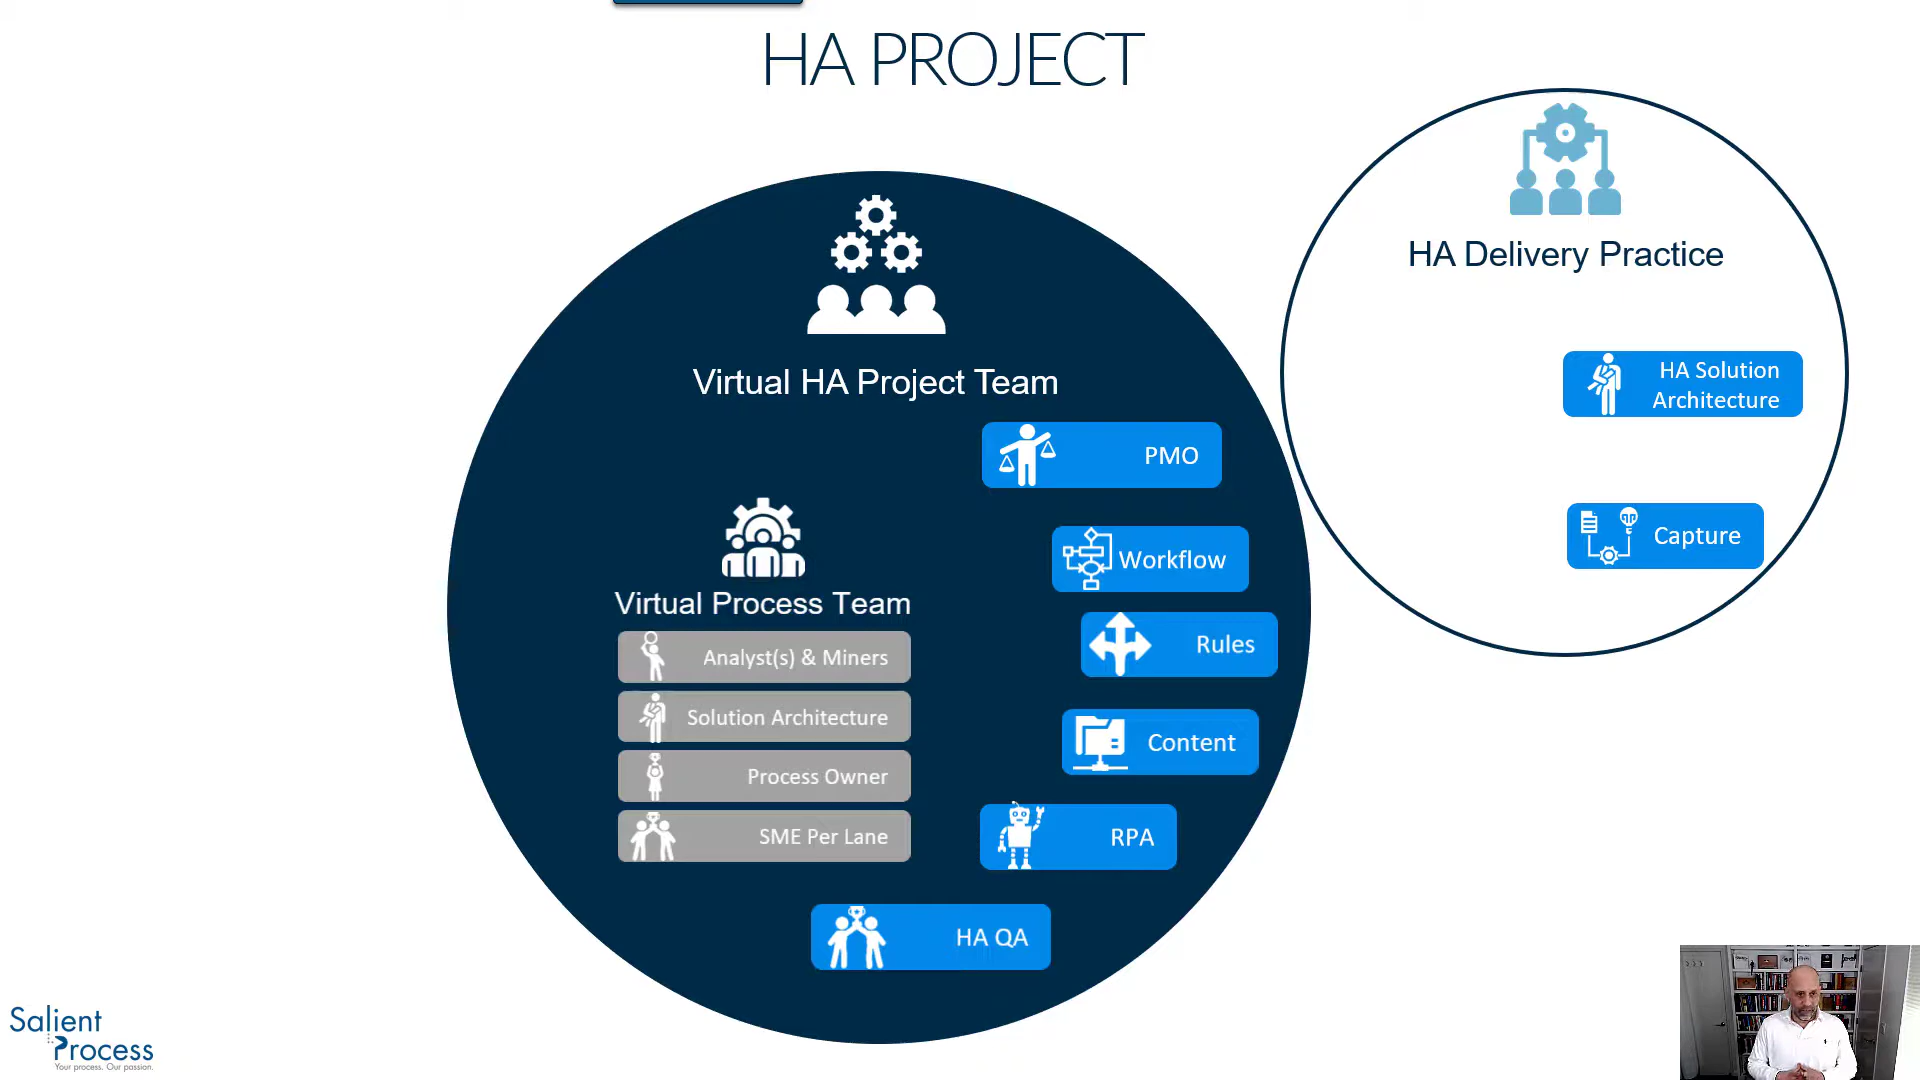 HA PROJECT
HA Delivery Practice
HA Solution
Architecture
Capture
Virtual HA Project Team
PMO
Workflow
Rules
Content
RPA
HA QA
Virtual Process Team
Analyst(s) & Miners
Solution Architecture
Process Owner
SME Per Lane
Salient
Process
Your process. Our passion.